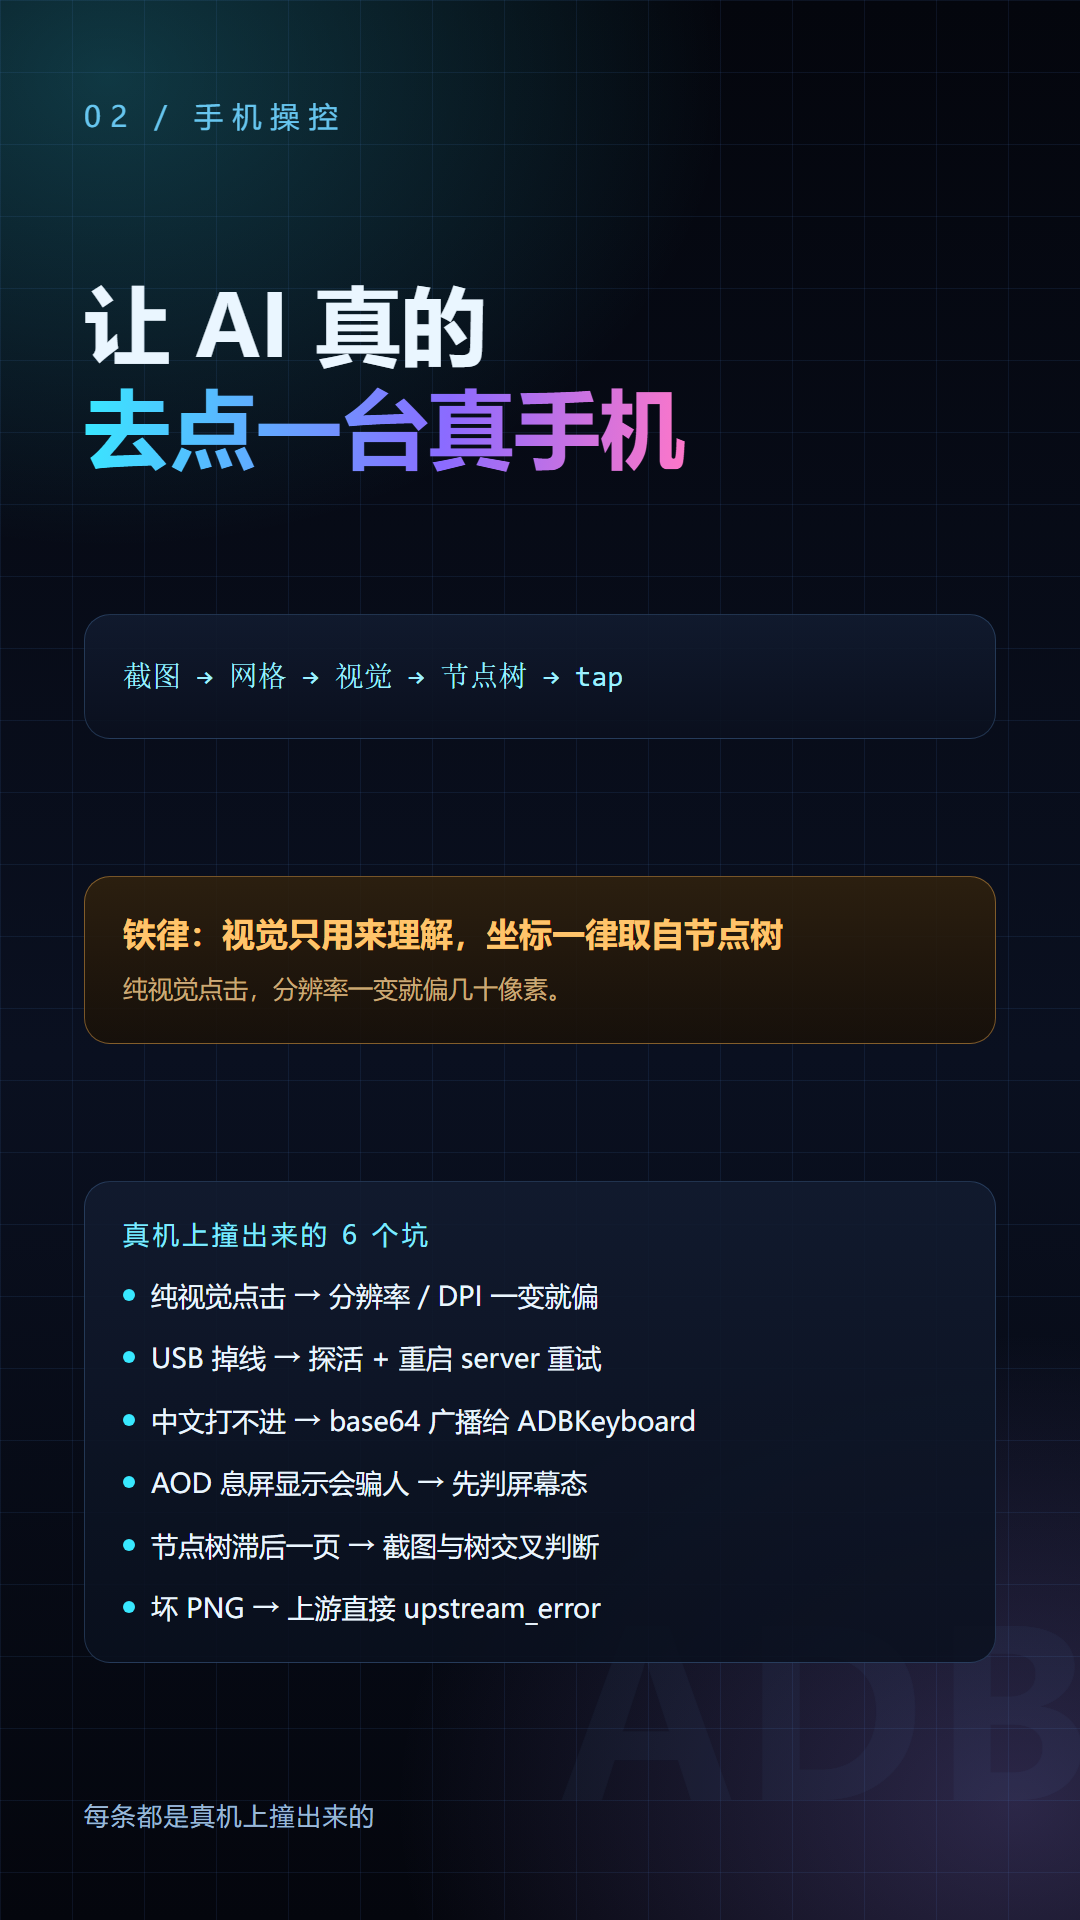 02 / 手机操控
让 AI 真的
去点一台真手机
截图 → 网格 → 视觉 → 节点树 → tap
铁律：视觉只用来理解，坐标一律取自节点树
纯视觉点击，分辨率一变就偏几十像素。
真机上撞出来的 6 个坑
纯视觉点击 → 分辨率 / DPI 一变就偏
USB 掉线 → 探活 + 重启 server 重试
中文打不进 → base64 广播给 ADBKeyboard
AOD 息屏显示会骗人 → 先判屏幕态
节点树滞后一页 → 截图与树交叉判断
坏 PNG → 上游直接 upstream_error
ADB
每条都是真机上撞出来的